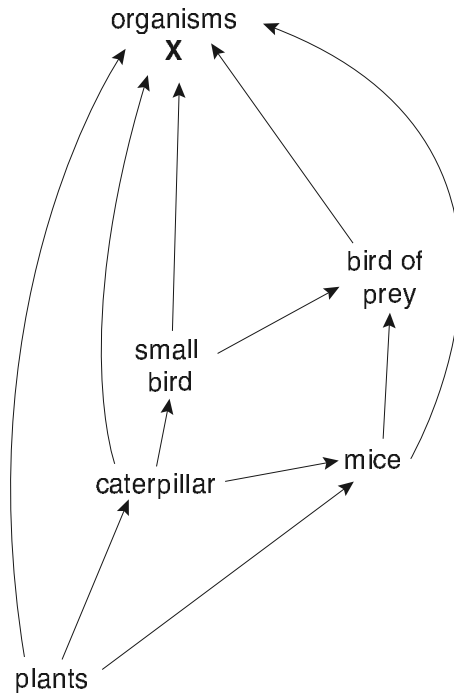 organisms
X
bird of
prey
small
bird
mice
caterpillar
plants